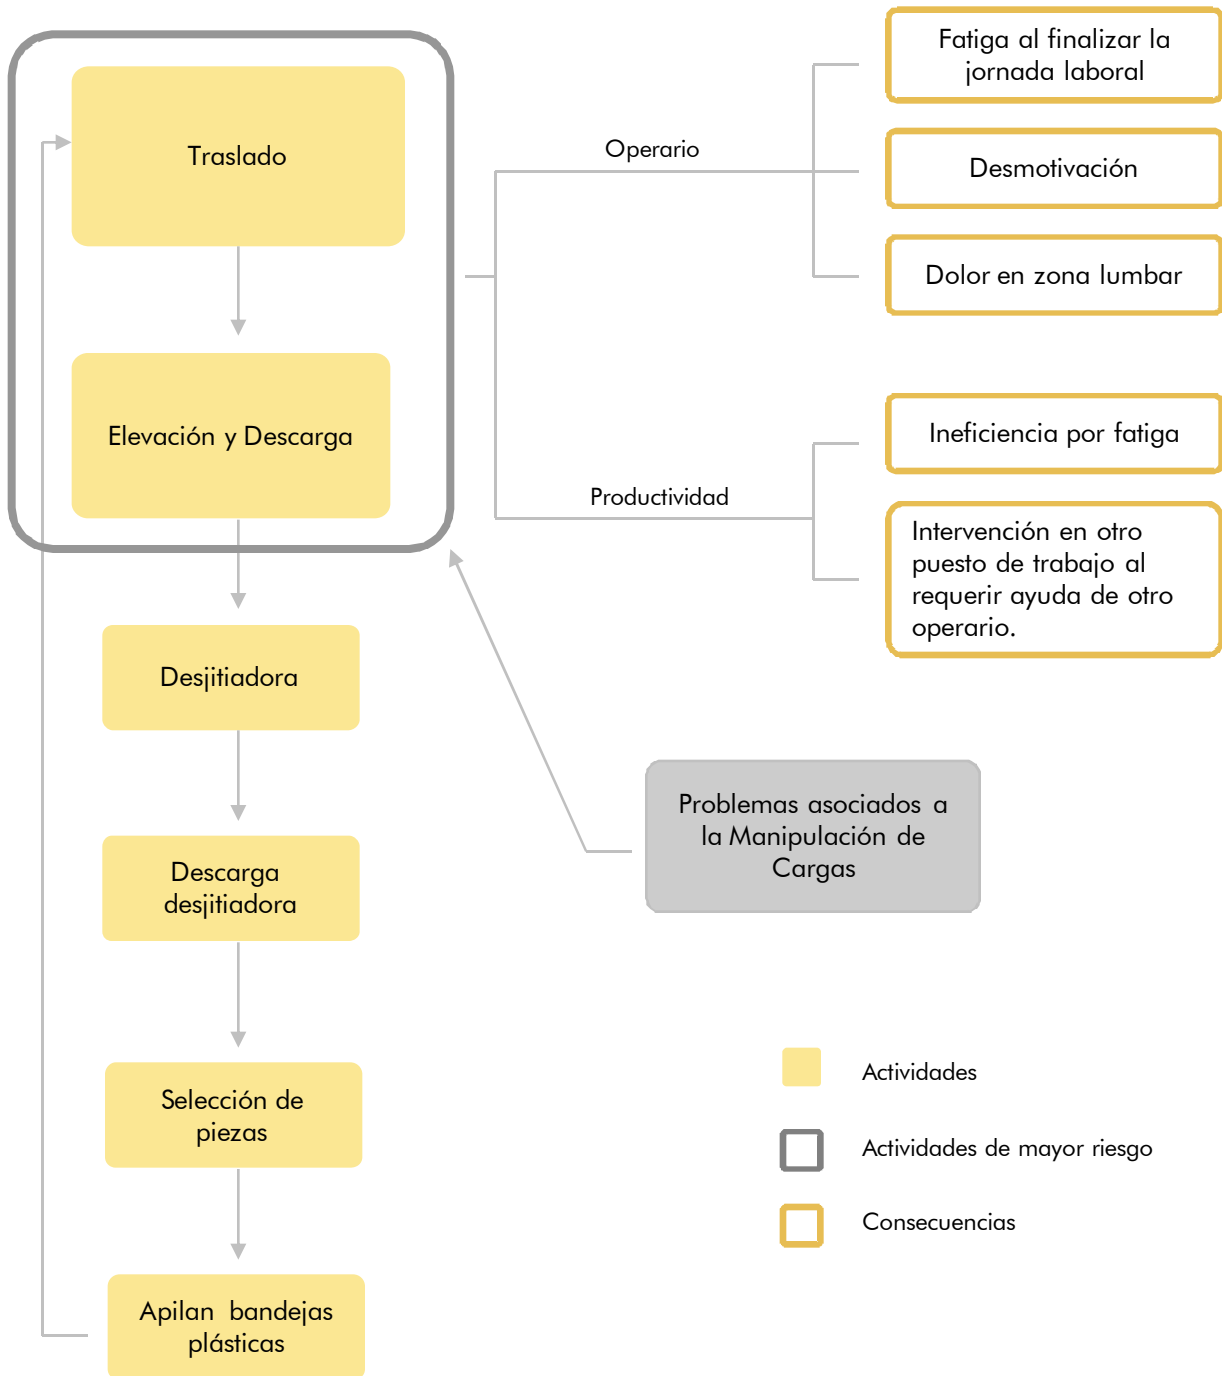 Traslado
Elevación y Descarga
Desjitiadora
Descarga
desjitiadora
Selección de
piezas
Apilan bandejas
plásticas
Operario
Fatiga al finalizar la
jornada laboral
Desmotivación
Dolor en zona lumbar
Productividad
Ineficiencia por fatiga
Intervención en otro
puesto de trabajo al
requerir ayuda de otro
operario.
Problemas asociados a
la Manipulación de
Cargas
Actividades
Actividades de mayor riesgo
Consecuencias